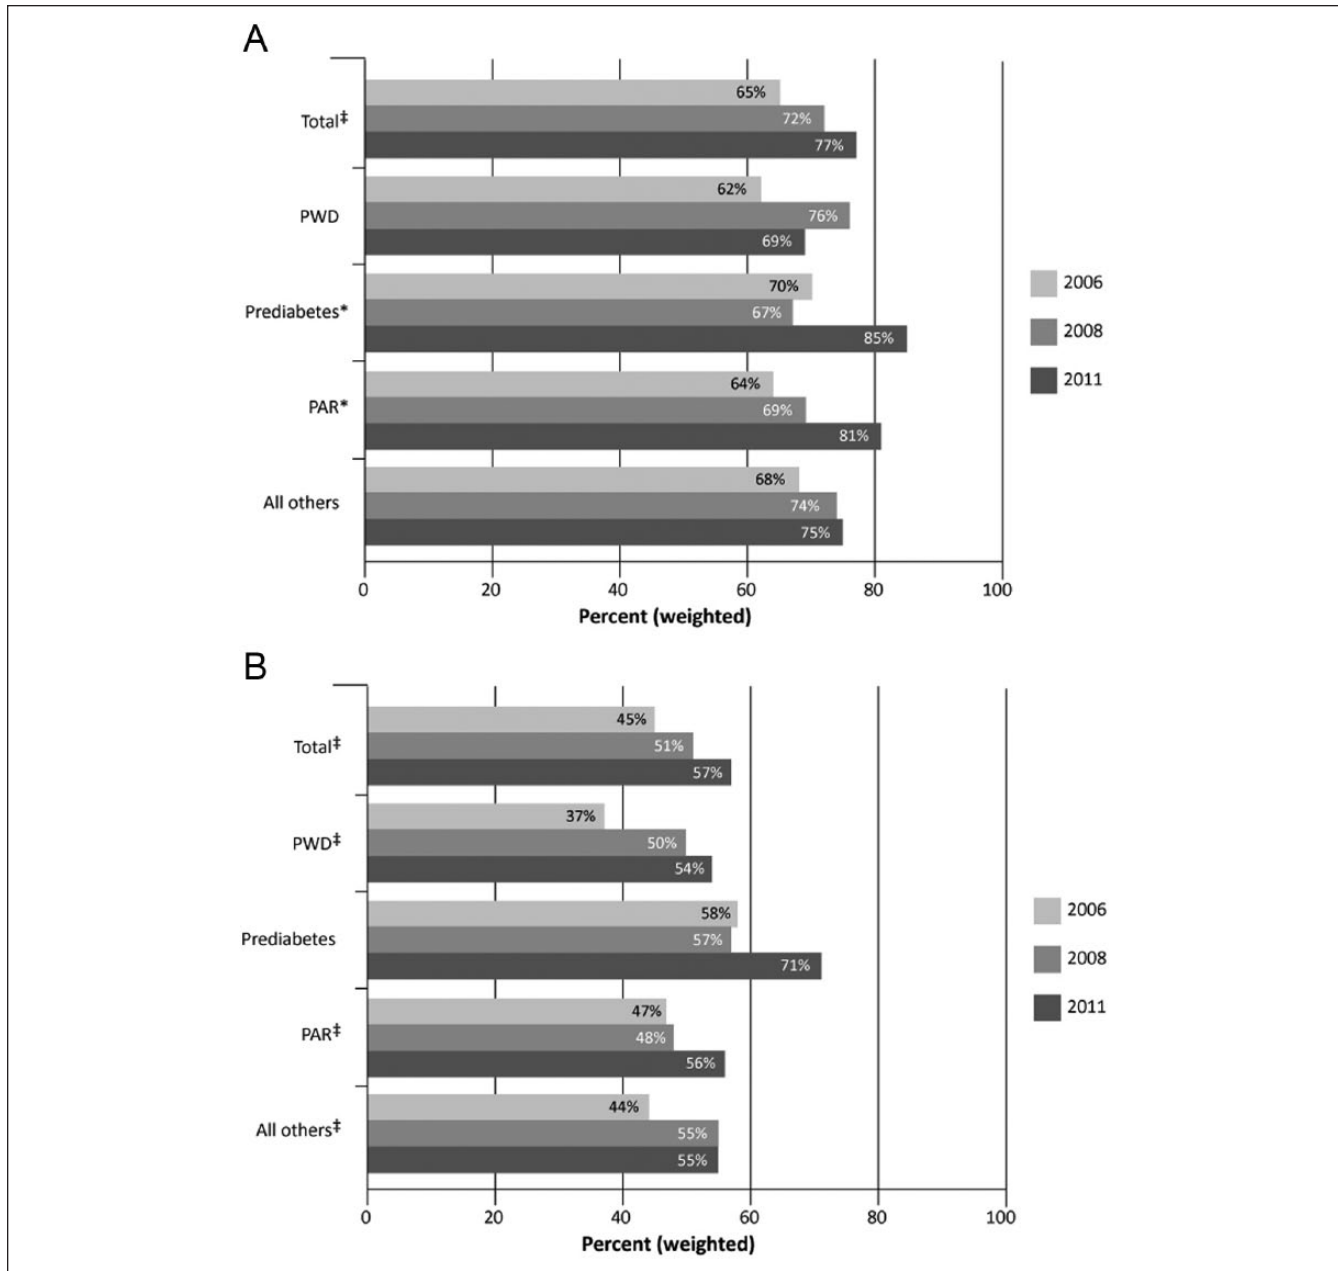 A
Total‡
65%
72%
77%
PWD
62%
76%
69%
Prediabetes*
70%
67%
85%
PAR*
64%
69%
81%
All others
68%
74%
75%
0 20 40 60 80 100
Percent (weighted)
2006
2008
2011
B
Total‡
45%
51%
57%
PWD‡
37%
50%
54%
Prediabetes
58%
57%
71%
PAR‡
47%
48%
56%
All others‡
44%
55%
55%
0 20 40 60 80 100
Percent (weighted)
2006
2008
2011